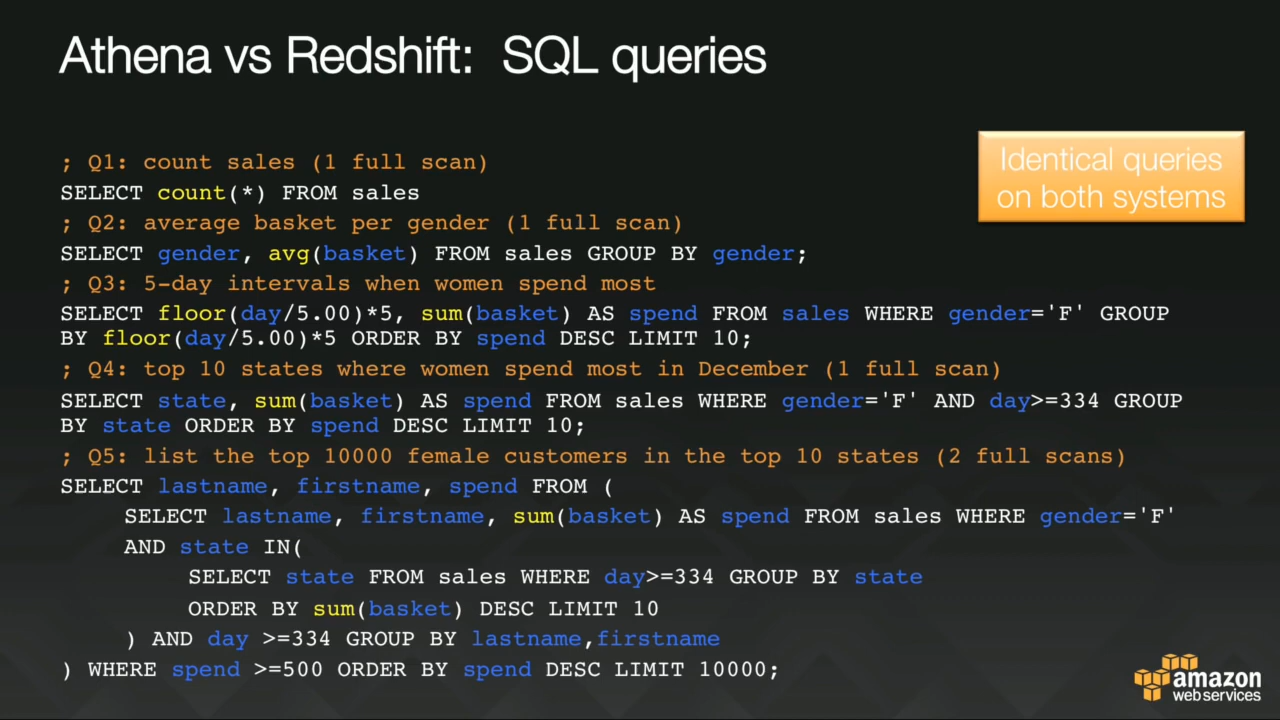 Athena vs Redshift: SQL queries
Identical queries
on both systems
; Q1: count sales (1 full scan)
SELECT count(*) FROM sales
; Q2: average basket per gender (1 full scan)
SELECT gender, avg(basket) FROM sales GROUP BY gender;
; Q3: 5-day intervals when women spend most
SELECT floor(day/5.00)*5, sum(basket) AS spend FROM sales WHERE gender='F' GROUP
BY floor(day/5.00)*5 ORDER BY spend DESC LIMIT 10;
; Q4: top 10 states where women spend most in December (1 full scan)
SELECT state, sum(basket) AS spend FROM sales WHERE gender='F' AND day>=334 GROUP
BY state ORDER BY spend DESC LIMIT 10;
; Q5: list the top 10000 female customers in the top 10 states (2 full scans)
SELECT lastname, firstname, spend FROM (
SELECT lastname, firstname, sum(basket) AS spend FROM sales WHERE gender='F'
AND state IN(
SELECT state FROM sales WHERE day>=334 GROUP BY state
ORDER BY sum(basket) DESC LIMIT 10
) AND day >=334 GROUP BY lastname,firstname
) WHERE spend >=500 ORDER BY spend DESC LIMIT 10000;
amazon
web services